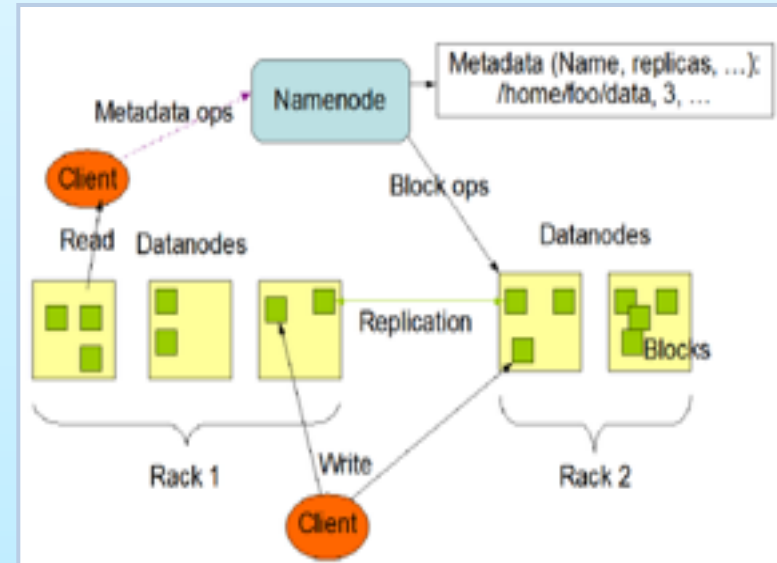 Metadata (Name, replicas, ...):
/home/foo/data, 3, ...
Namenode
Metadata ops
Client
Block ops
Read
Datanodes
Datanodes
Replication
Blocks
Rack 1
Write
Rack 2
Client